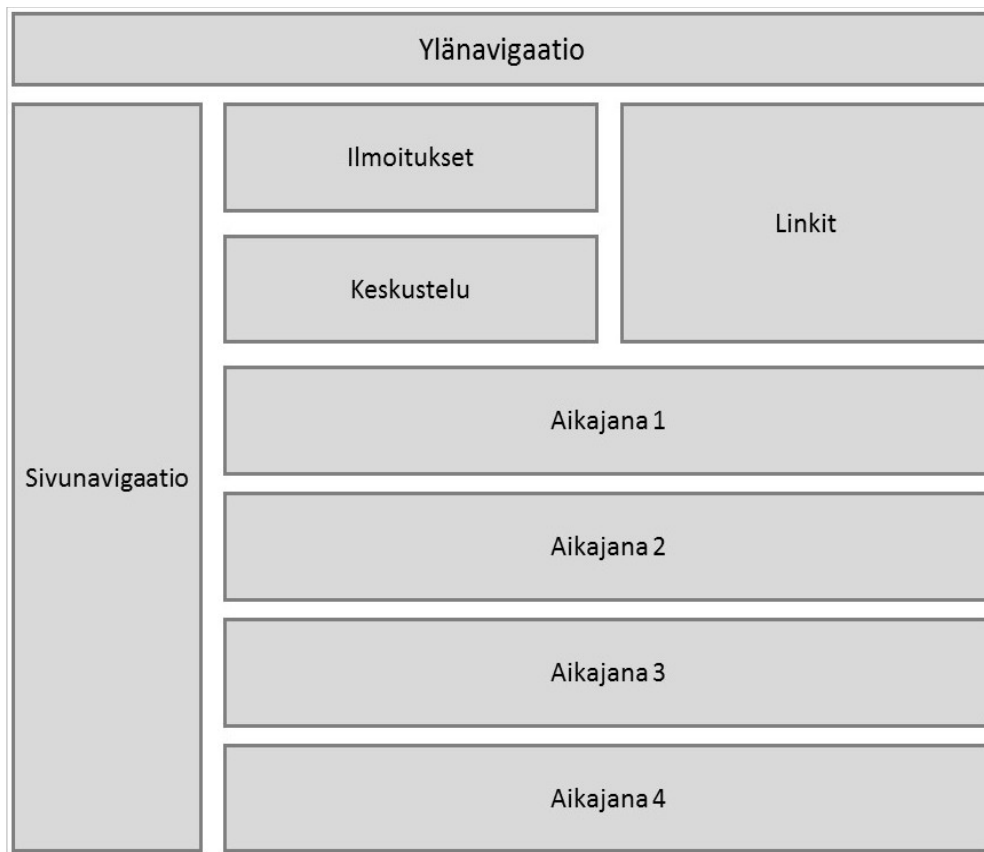 Ylänavigaatio
Sivunavigaatio
Ilmoitukset
Keskustelu
Linkit
Aikajana 1
Aikajana 2
Aikajana 3
Aikajana 4